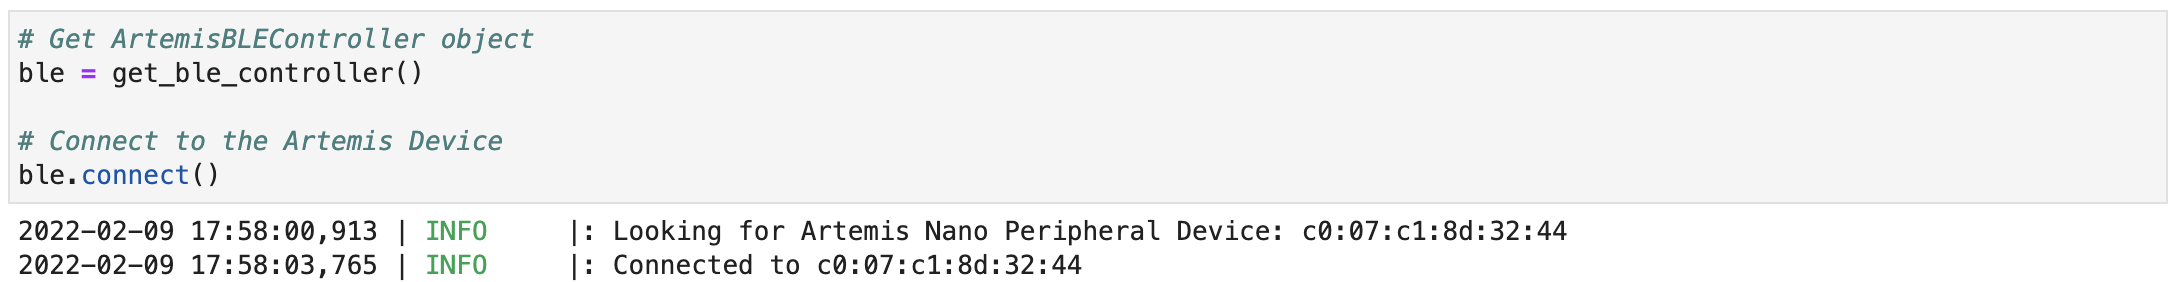 # Get ArtemisBLEController object
ble = get_ble_controller()
# Connect to the Artemis Device
ble.connect()
2022-02-09 17:58:00,913 | INFO     |: Looking for Artemis Nano Peripheral Device: c0:07:c1:8d:32:44
2022-02-09 17:58:03,765 | INFO     |: Connected to c0:07:c1:8d:32:44